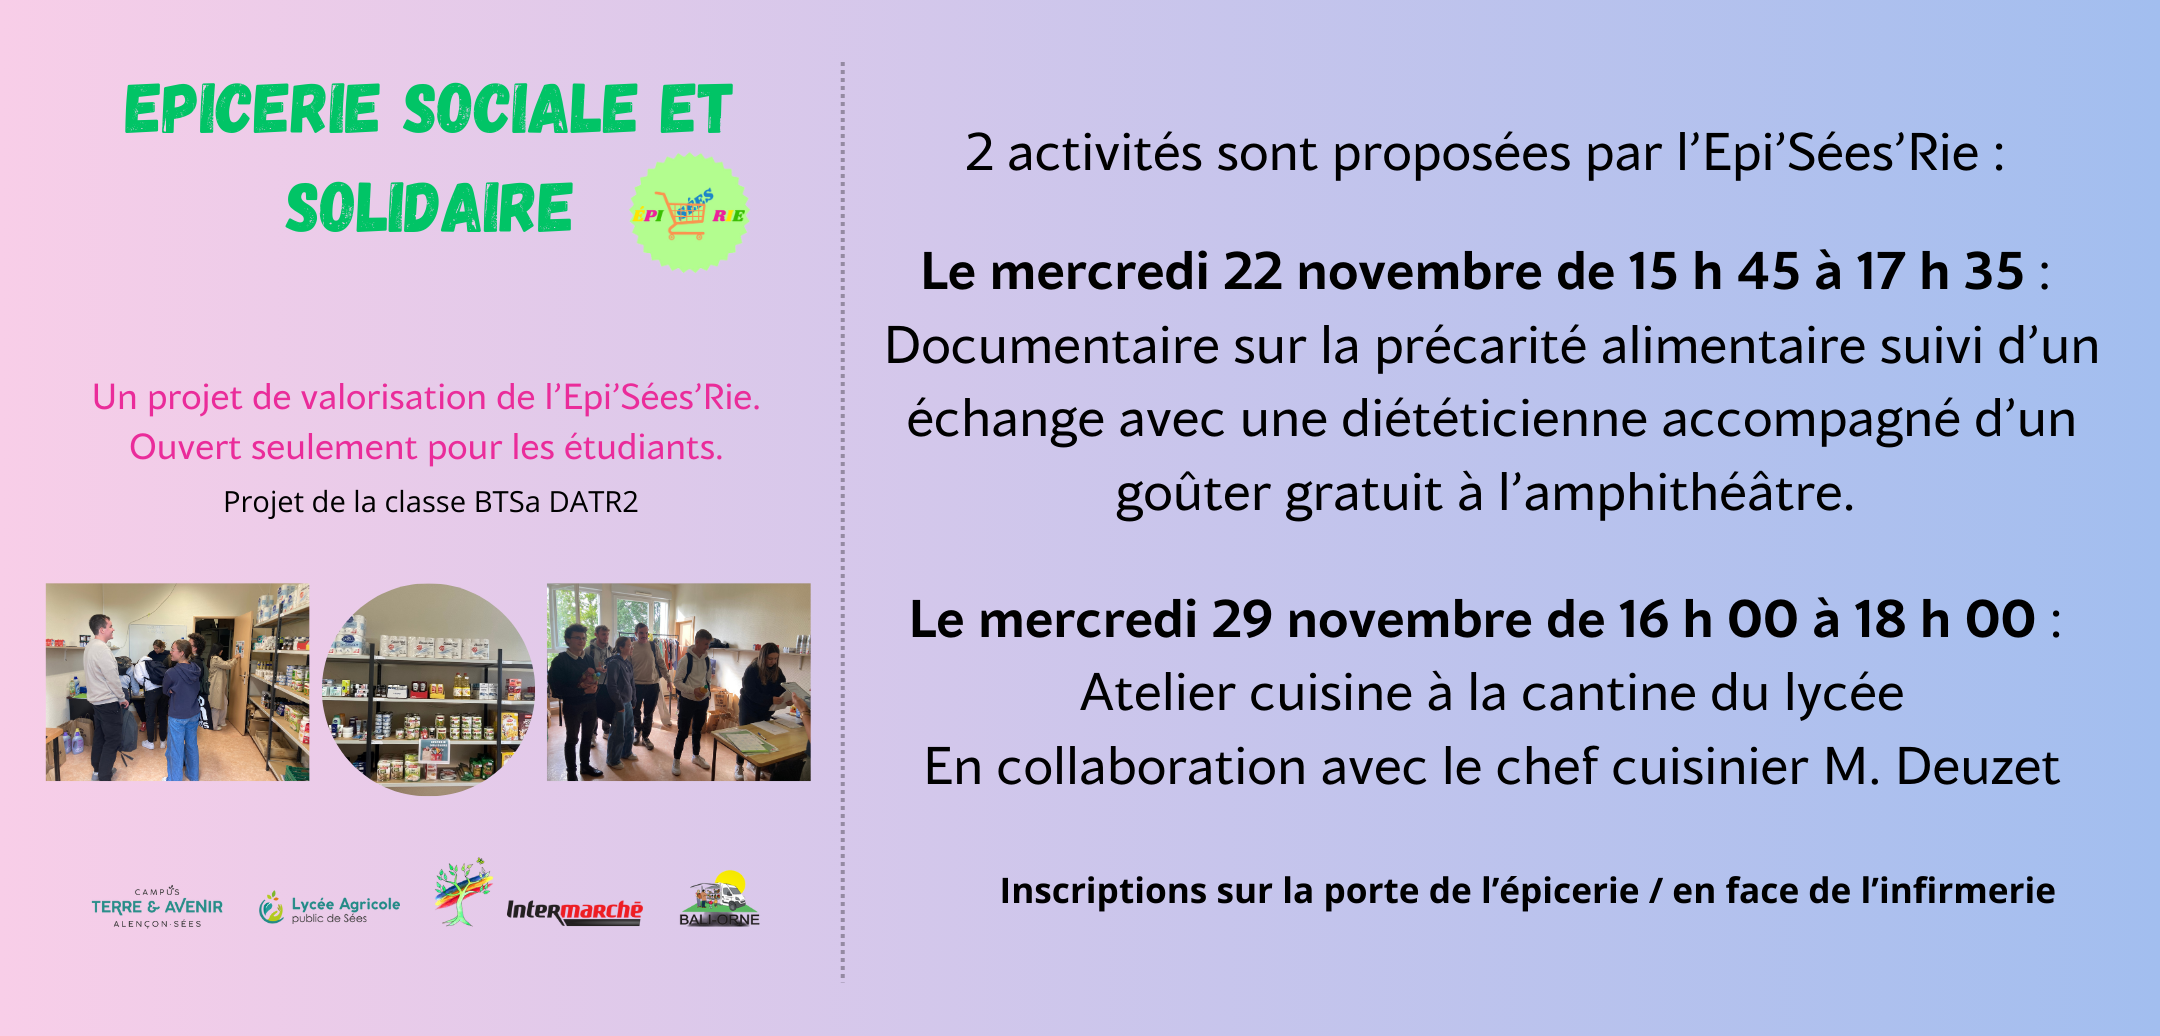 EPICERIE SOCIALE ET
SOLIDAIRE
ÉPI SÉES RIE
Un projet de valorisation de l'Epi'Sées'Rie.
Ouvert seulement pour les étudiants.
Projet de la classe BTSa DATR2
CAMPUS
TERRE & AVENIR
ALENÇON-SÉES
Lycée Agricole
public de Sées
Intermarché
BALI-ORNE
2 activités sont proposées par l'Epi'Sées'Rie :
Le mercredi 22 novembre de 15 h 45 à 17 h 35 :
Documentaire sur la précarité alimentaire suivi d'un
échange avec une diététicienne accompagné d'un
goûter gratuit à l'amphithéâtre.
Le mercredi 29 novembre de 16 h 00 à 18 h 00 :
Atelier cuisine à la cantine du lycée
En collaboration avec le chef cuisinier M. Deuzet
Inscriptions sur la porte de l'épicerie / en face de l'infirmerie